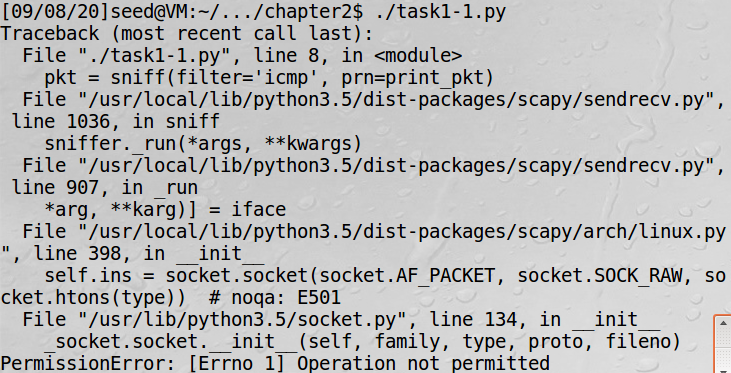 [09/08/20]seed@VM:~/.../chapter2$ ./task1-1.py
Traceback (most recent call last):
  File "./task1-1.py", line 8, in <module>
    pkt = sniff(filter='icmp', prn=print_pkt)
  File "/usr/local/lib/python3.5/dist-packages/scapy/sendrecv.py",
 line 1036, in sniff
    sniffer._run(*args, **kwargs)
  File "/usr/local/lib/python3.5/dist-packages/scapy/sendrecv.py",
 line 907, in _run
    *arg, **karg)] = iface
  File "/usr/local/lib/python3.5/dist-packages/scapy/arch/linux.py
", line 398, in __init__
    self.ins = socket.socket(socket.AF_PACKET, socket.SOCK_RAW, so
cket.htons(type))  # noqa: E501
  File "/usr/lib/python3.5/socket.py", line 134, in __init__
    _socket.socket.__init__(self, family, type, proto, fileno)
PermissionError: [Errno 1] Operation not permitted